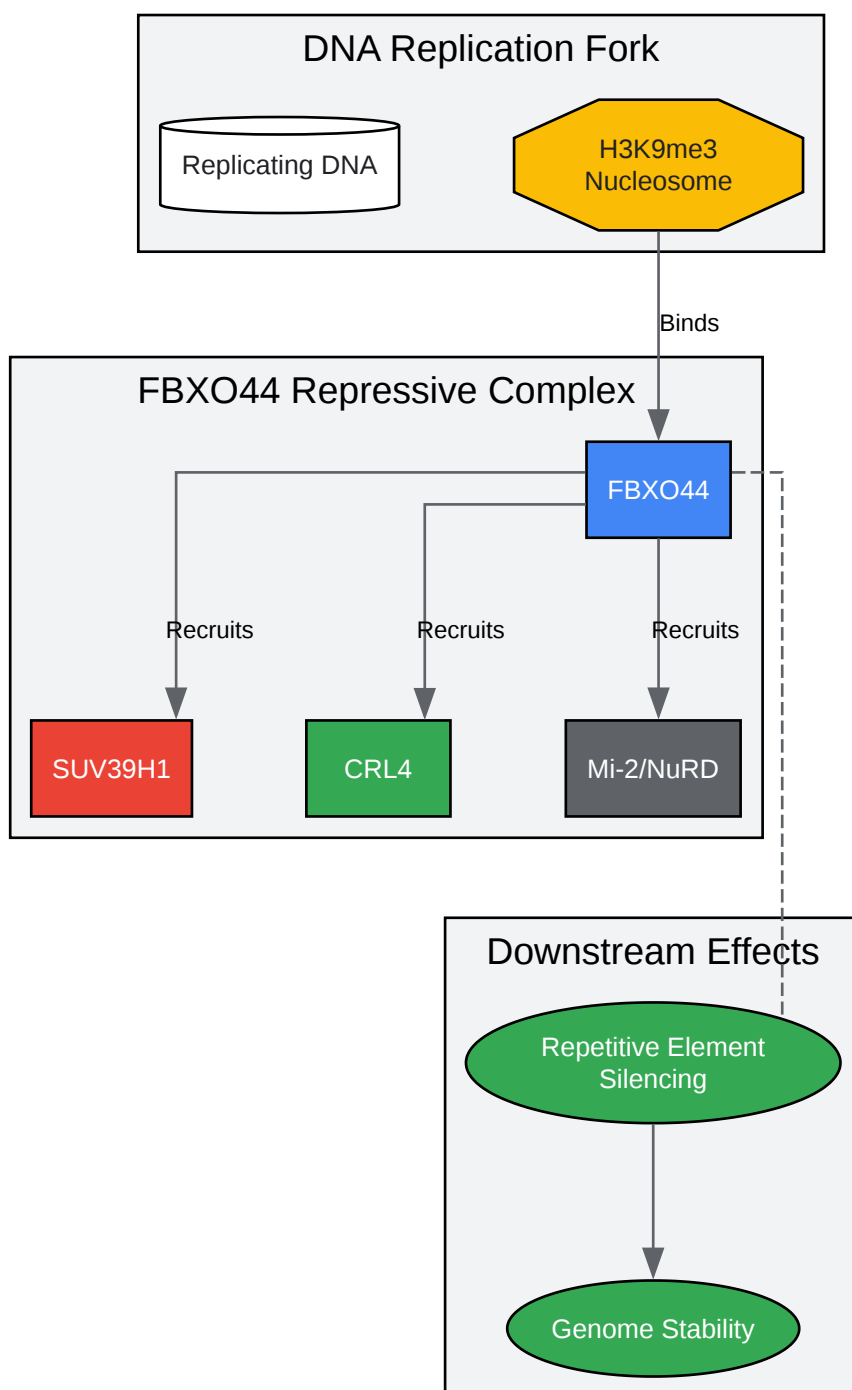 DNA Replication Fork
Replicating DNA
H3K9me3
Nucleosome
Binds
FBXO44 Repressive Complex
FBXO44
Recruits
Recruits
Recruits
SUV39H1
CRL4
Mi-2/NuRD
Downstream Effects
Repetitive Element
Silencing
Genome Stability